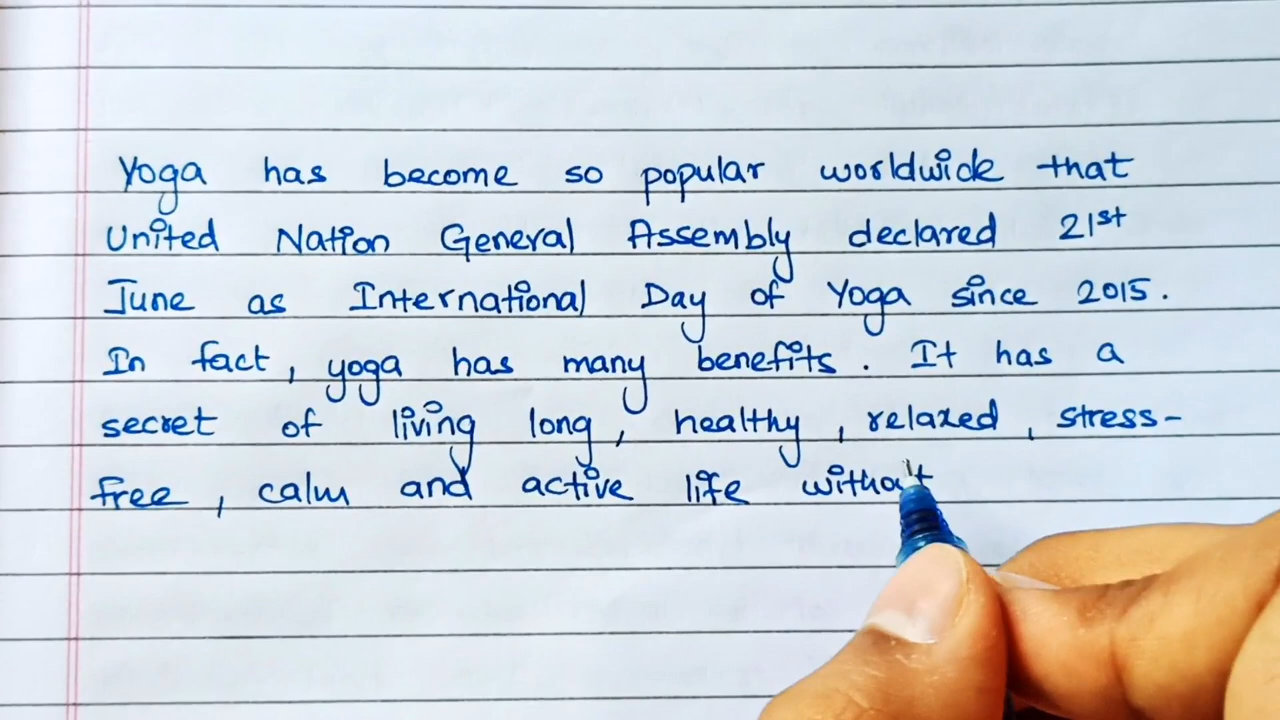 Yoga has become so popular worldwide that
United Nation General Assembly declared 21st
June as International Day of Yoga since 2015.
In fact, yoga has many benefits. It has a
secret of living long, healthy, relaxed, stress-
free, calm and active life